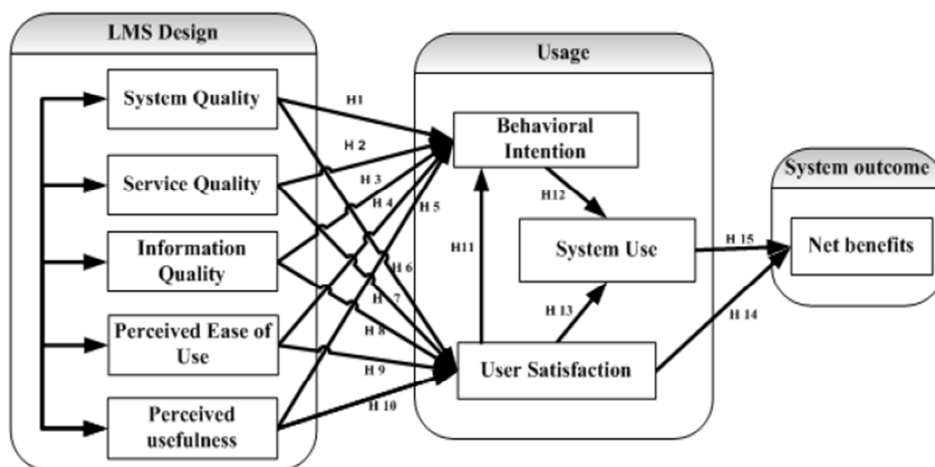 LMS Design
System Quality
Service Quality
Information
Quality
Perceived Ease of
Use
Perceived
usefulness
H1
H 2
H 3
H 4
H 5
H 6
H 7
H 8
H 9
H 10
Usage
Behavioral
Intention
H12
H11
System Use
H 13
User Satisfaction
H 15
H 14
System outcome
Net benefits